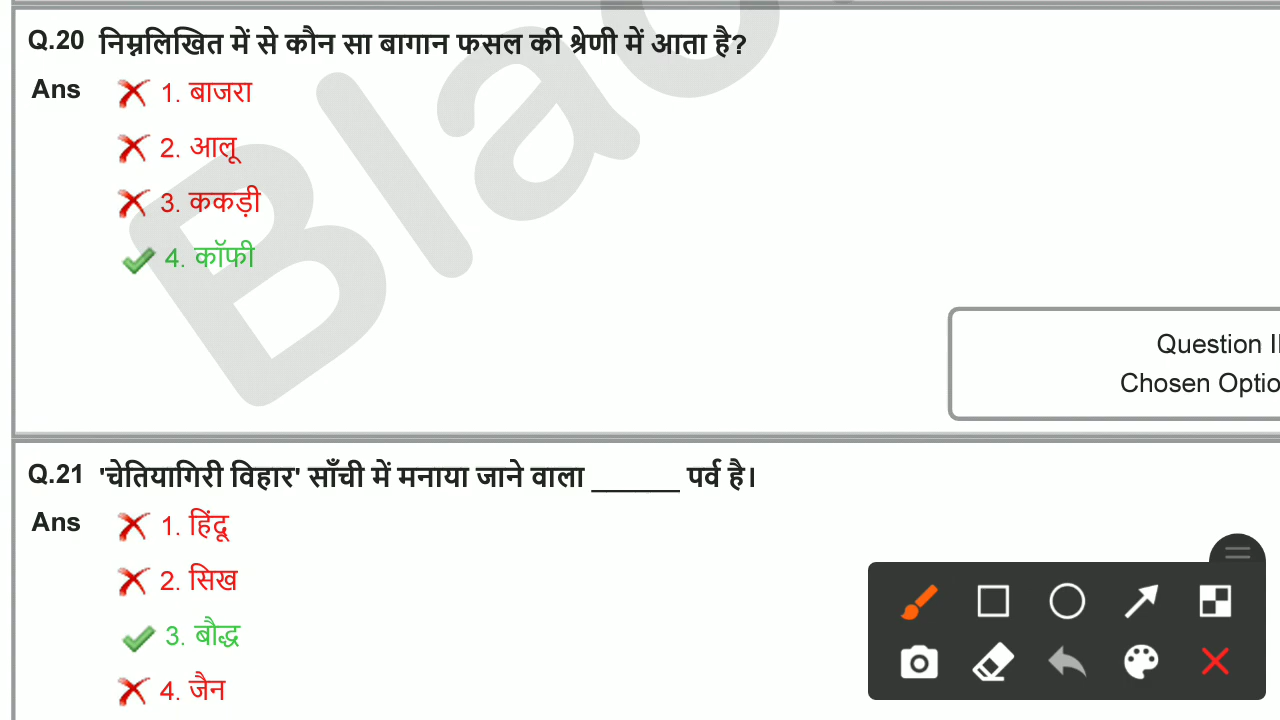 Q.20 निम्नलिखित में से कौन सा बागान फसल की श्रेणी में आता है?
Ans 1. बाजरा
2. आलू
3. ककड़ी
4. कॉफी
Question
Chosen
Q.21 'चेतियागिरी विहार' साँची में मनाया जाने वाला ______ पर्व है।
Ans 1. हिंदू
2. सिख
3. बौद्ध
4. जैन